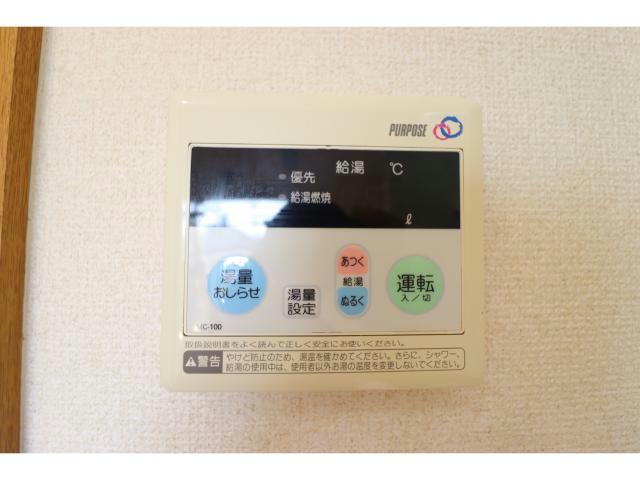 PURPOSE
給湯 ℃
優先
給湯燃焼
ℓ
湯量
おしらせ
湯量
設定
あつく
給湯
ぬるく
運転
入／切
MC-100
取扱説明書をよく読んで正しく安全にお使いください。
警告
やけど防止のため、湯温を確かめてください。さらに、シャワー、
給湯の使用中は、使用者以外お湯の温度を変更しないでください。